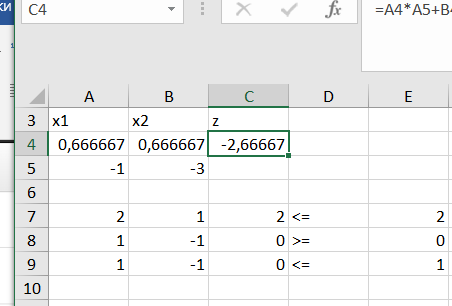 КИ C4 =A4*A5+B4
A B C D E
3 x1 x2 z
4 0,666667 0,666667 -2,66667
5 -1 -3
6
7 2 1 2 <= 2
8 1 -1 0 >= 0
9 1 -1 0 <= 1
10